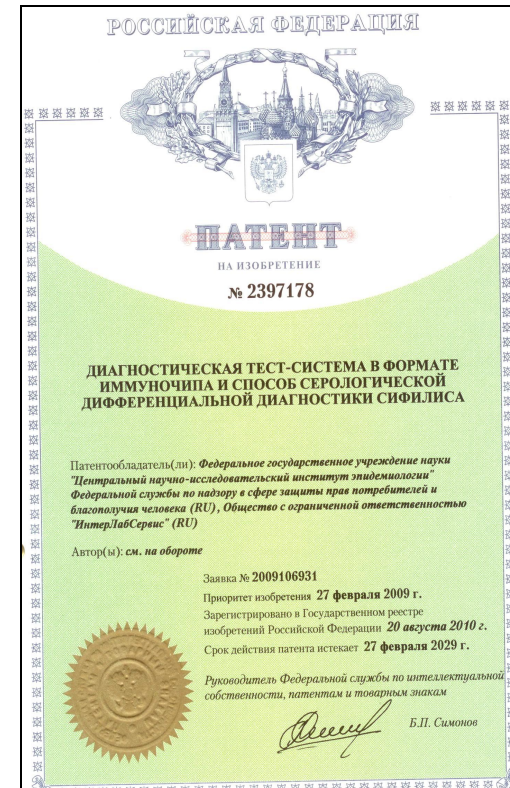 РОССИЙСКАЯ ФЕДЕРАЦИЯ
ПАТЕНТ
НА ИЗОБРЕТЕНИЕ
№ 2397178
ДИАГНОСТИЧЕСКАЯ ТЕСТ-СИСТЕМА В ФОРМАТЕ
ИММУНОЧИПА И СПОСОБ СЕРОЛОГИЧЕСКОЙ
ДИФФЕРЕНЦИАЛЬНОЙ ДИАГНОСТИКИ СИФИЛИСА
Патентообладатель(ли): Федеральное государственное учреждение науки
"Центральный научно-исследовательский институт эпидемиологии"
Федеральной службы по надзору в сфере защиты прав потребителей и
благополучия человека (RU), Общество с ограниченной ответственностью
"ИнтерЛабСервис" (RU)
Автор(ы): см. на обороте
Заявка № 2009106931
Приоритет изобретения 27 февраля 2009 г.
Зарегистрировано в Государственном реестре
изобретений Российской Федерации 20 августа 2010 г.
Срок действия патента истекает 27 февраля 2029 г.
Руководитель Федеральной службы по интеллектуальной
собственности, патентам и товарным знакам
Б.П. Симонов